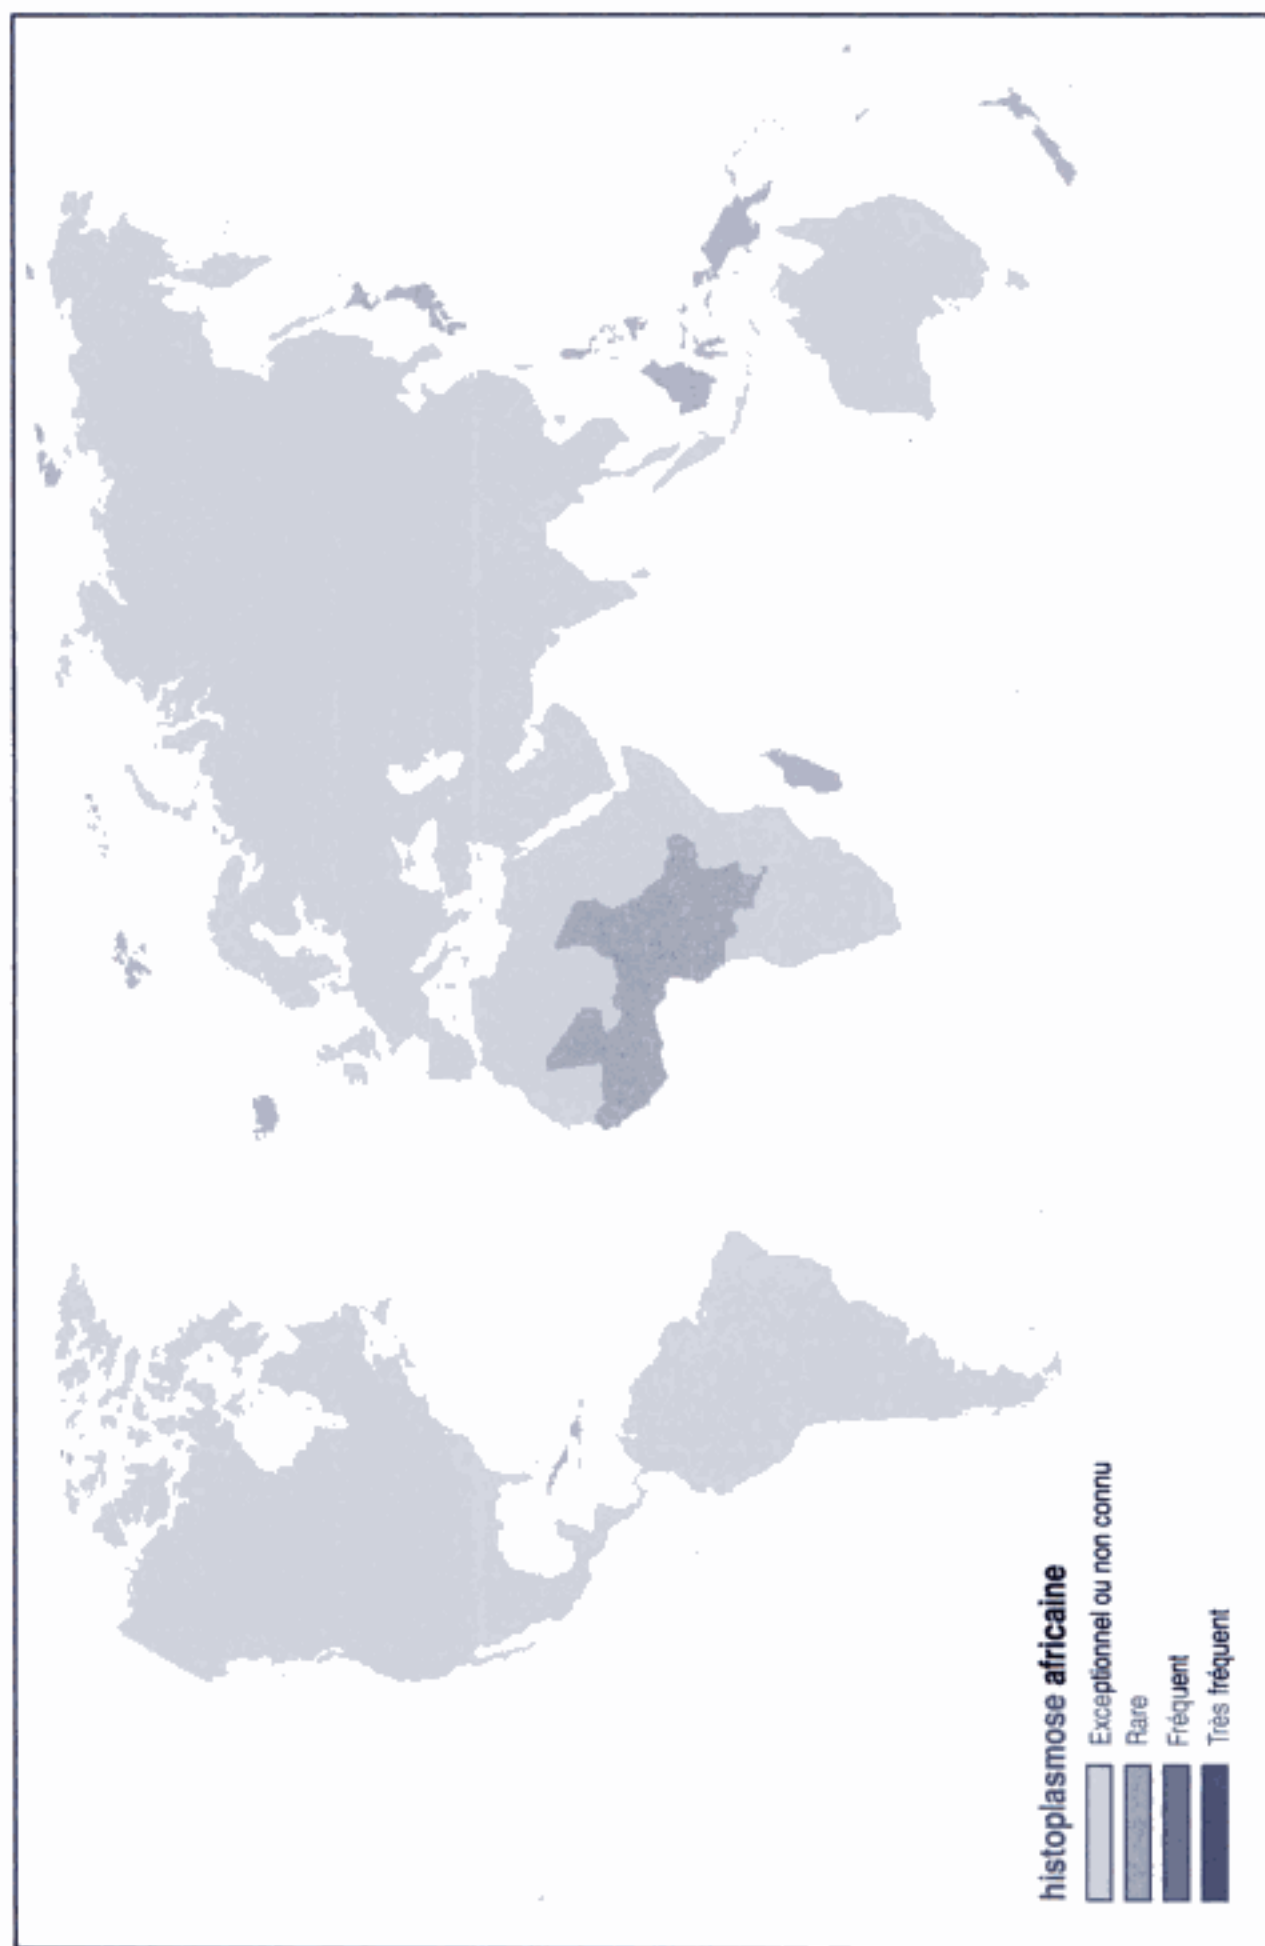 histoplasmose africaine
Exceptionnel ou non connu
Rare
Fréquent
Très fréquent